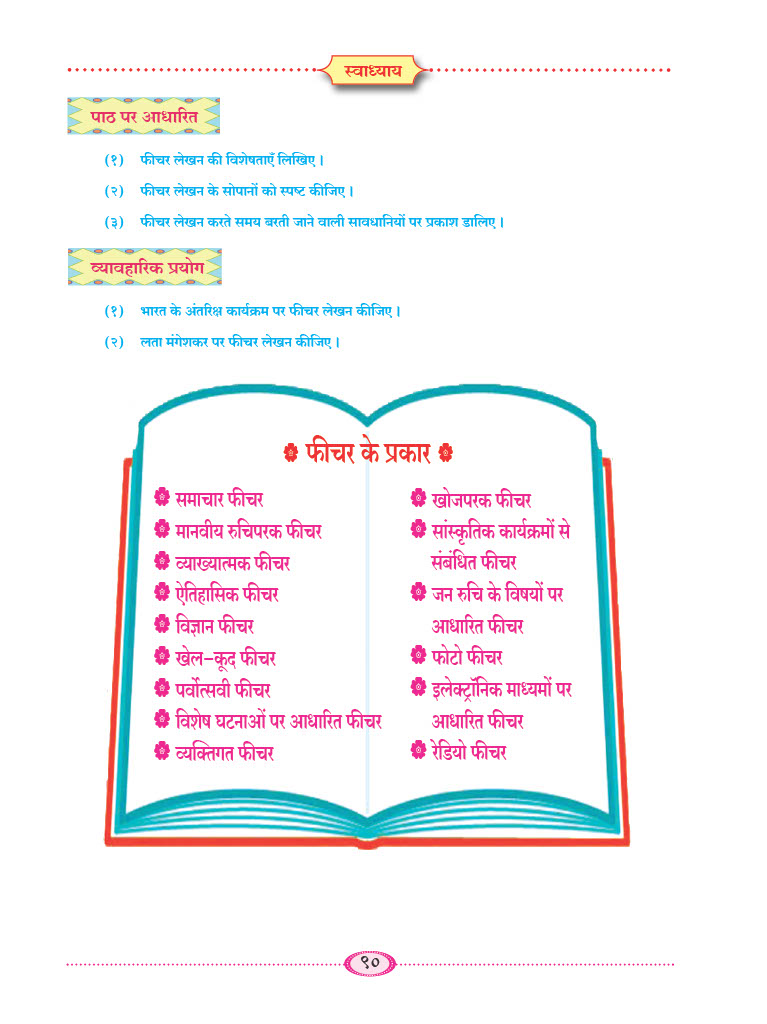 स्वाध्याय
पाठ पर आधारित
(१) फीचर लेखन की विशेषताएँ लिखिए ।
(२) फीचर लेखन के सोपानों को स्पष्ट कीजिए ।
(३) फीचर लेखन करते समय बरती जाने वाली सावधानियों पर प्रकाश डालिए ।
व्यावहारिक प्रयोग
(१) भारत के अंतरिक्ष कार्यक्रम पर फीचर लेखन कीजिए ।
(२) लता मंगेशकर पर फीचर लेखन कीजिए ।
फीचर के प्रकार
समाचार फीचर
मानवीय रुचिपरक फीचर
व्याख्यात्मक फीचर
ऐतिहासिक फीचर
विज्ञान फीचर
खेल-कूद फीचर
पर्वोत्सवी फीचर
विशेष घटनाओं पर आधारित फीचर
व्यक्तिगत फीचर
खोजपरक फीचर
सांस्कृतिक कार्यक्रमों से
संबंधित फीचर
जन रुचि के विषयों पर
आधारित फीचर
फोटो फीचर
इलेक्ट्रॉनिक माध्यमों पर
आधारित फीचर
रेडियो फीचर
९०